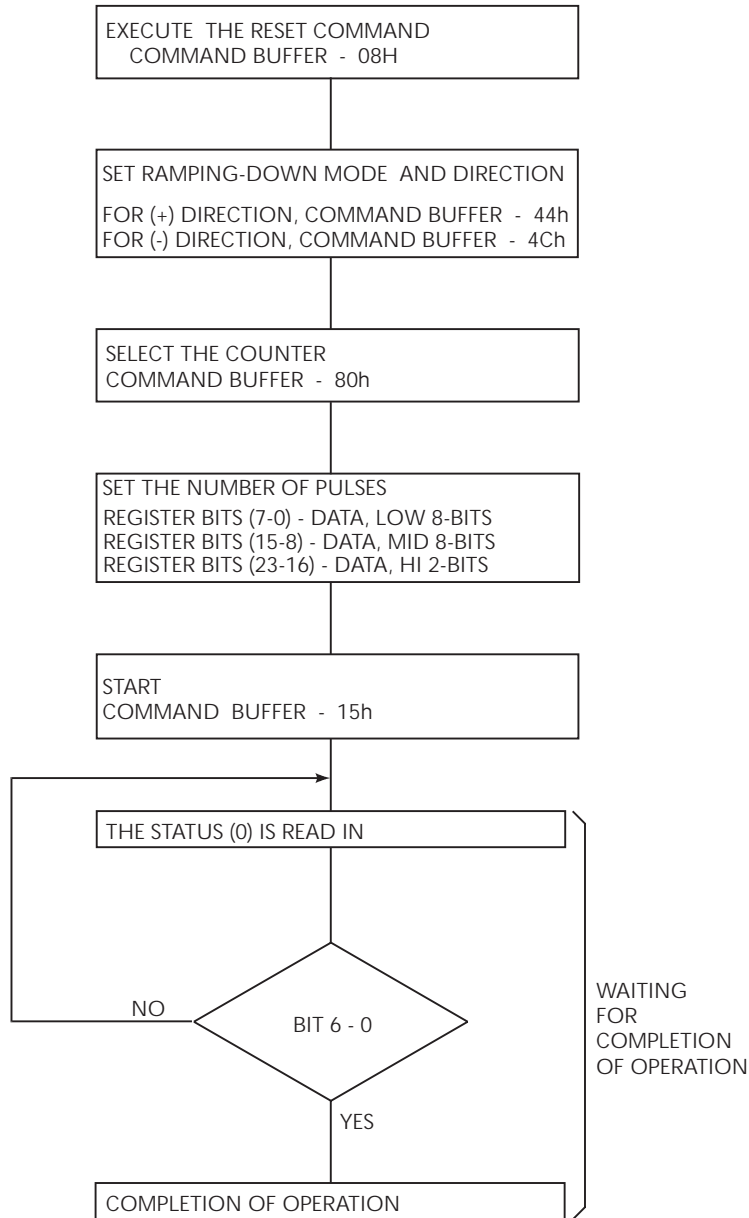 EXECUTE THE RESET COMMAND
COMMAND BUFFER - 08H
SET RAMPING-DOWN MODE AND DIRECTION
FOR (+) DIRECTION, COMMAND BUFFER - 44h
FOR (-) DIRECTION, COMMAND BUFFER - 4Ch
SELECT THE COUNTER
COMMAND BUFFER - 80h
SET THE NUMBER OF PULSES
REGISTER BITS (7-0) - DATA, LOW 8-BITS
REGISTER BITS (15-8) - DATA, MID 8-BITS
REGISTER BITS (23-16) - DATA, HI 2-BITS
START
COMMAND BUFFER - 15h
THE STATUS (0) IS READ IN
NO
BIT 6 - 0
YES
WAITING
FOR
COMPLETION
OF OPERATION
COMPLETION OF OPERATION